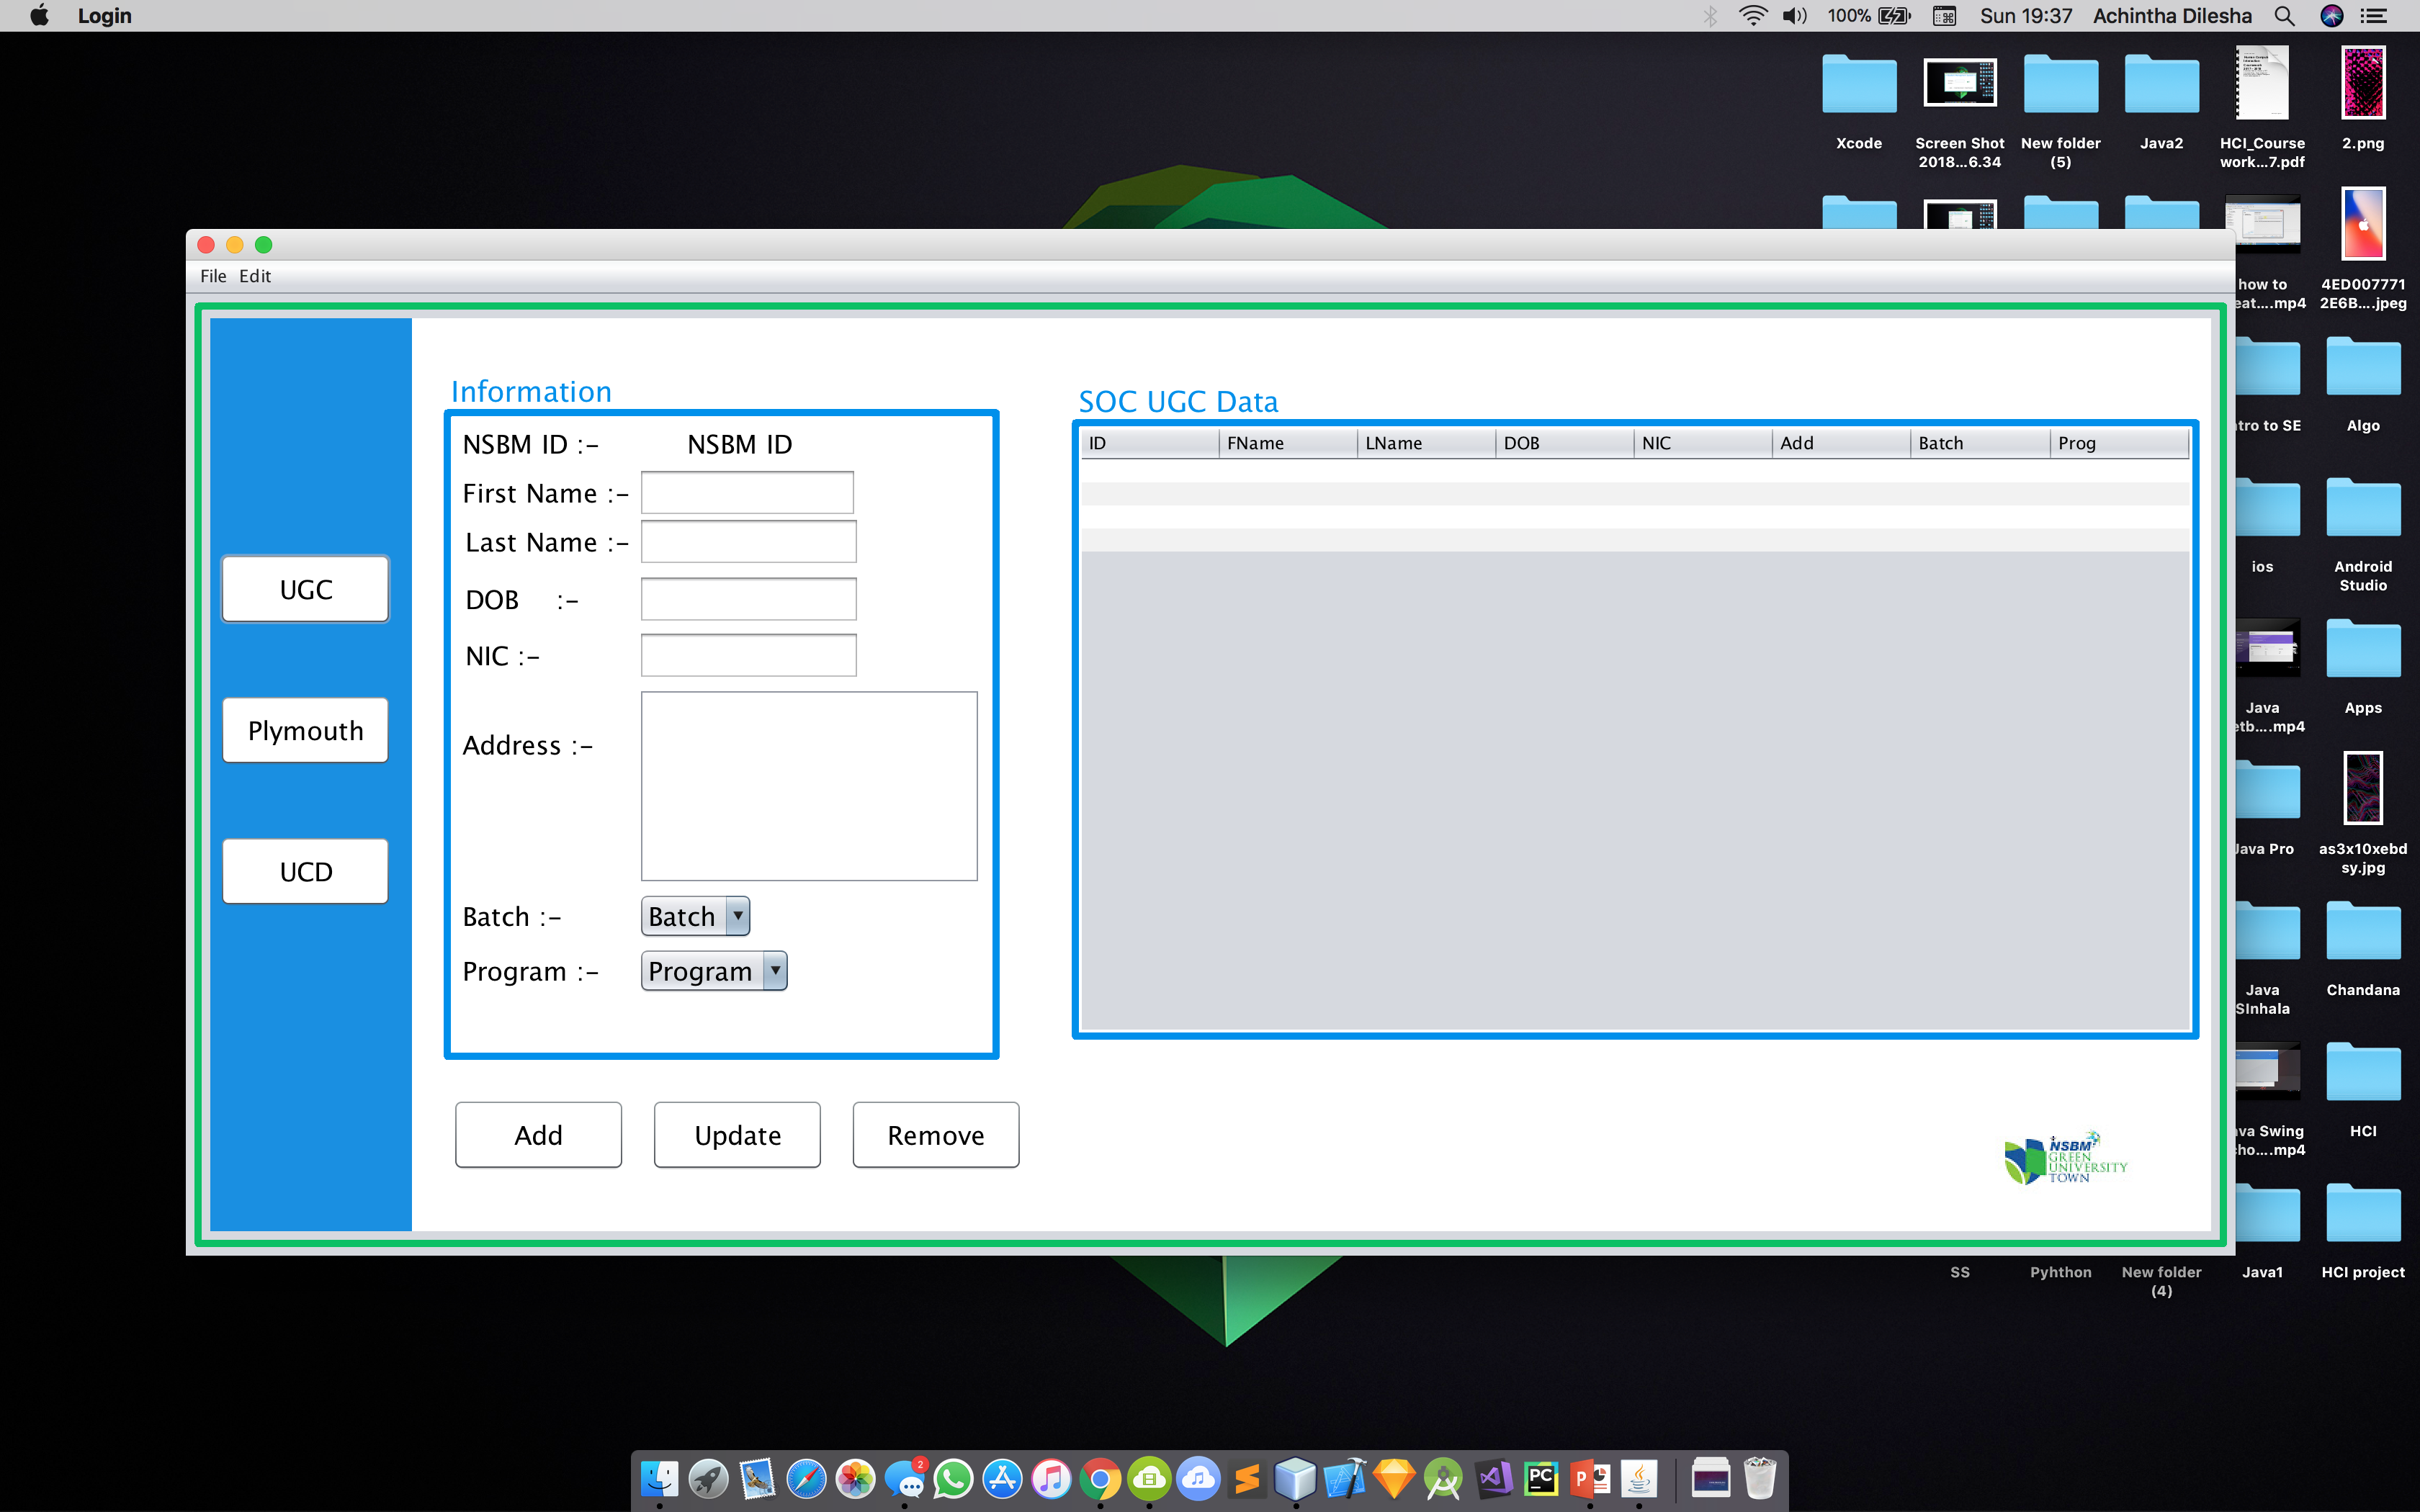 Login
100%
Sun 19:37
Achintha Dilesha
Xcode
Screen Shot
2018...6.34
New folder
(5)
Java2
HCI_Course
work...7.pdf
2.png
how to
eat....mp4
4ED007771
2E6B....jpeg
File Edit
Information
NSBM ID :- NSBM ID
First Name :-
Last Name :-
DOB :-
NIC :-
Address :-
Batch :- Batch
Program :- Program
UGC
Plymouth
UCD
Add
Update
Remove
SOC UGC Data
ID FName LName DOB NIC Add Batch Prog
NSBM
GREEN
UNIVERSITY
TOWN
tro to SE
Algo
ios
Android
Studio
Java
etb....mp4
Apps
Java Pro
as3x10xebd
sy.jpg
Java
SInhala
Chandana
va Swing
cho....mp4
HCI
SS
Pyhthon
New folder
(4)
Java1
HCI project
2
PC
P